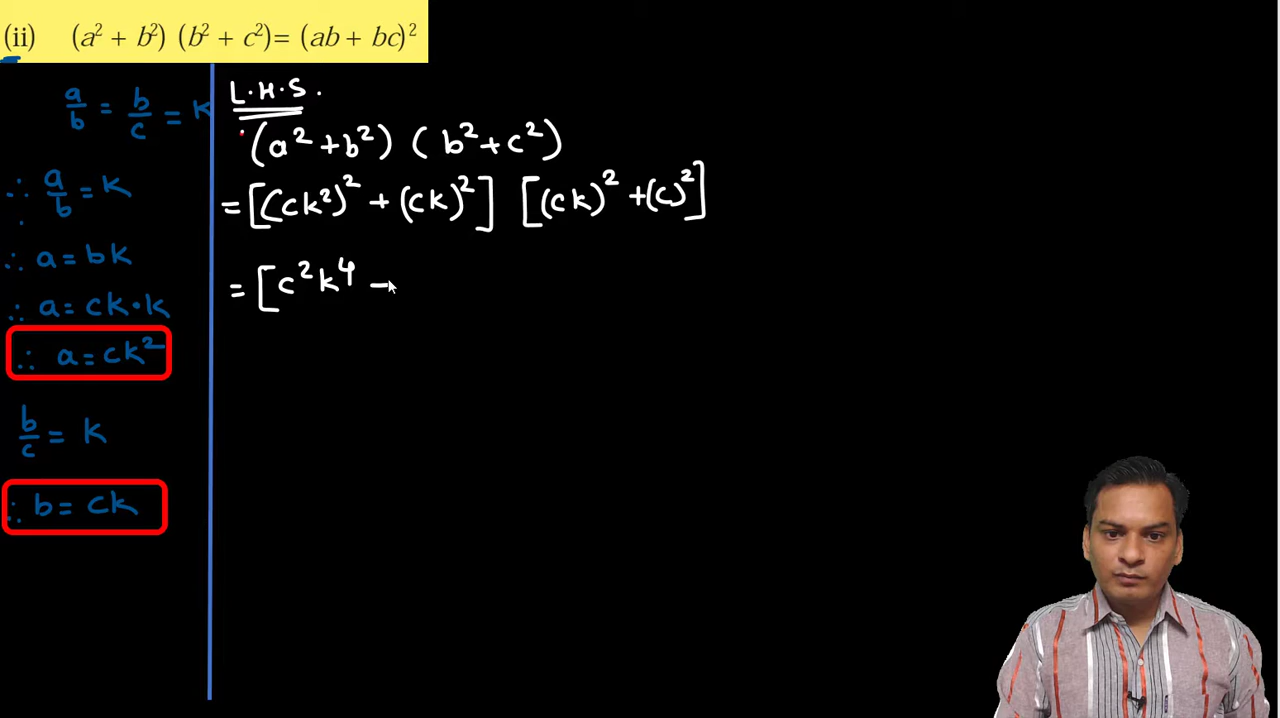 (ii) (a² + b²) (b² + c²)= (ab + bc)²
a/b = b/c = k
∴ a/b = k
∴ a = bk
∴ a = ck·k
∴ a = ck²
b/c = k
∴ b = ck
L.H.S.
(a² + b²) (b² + c²)
= [(ck²)² + (ck)²] [(ck)² + (c)²]
= [c²k⁴ −